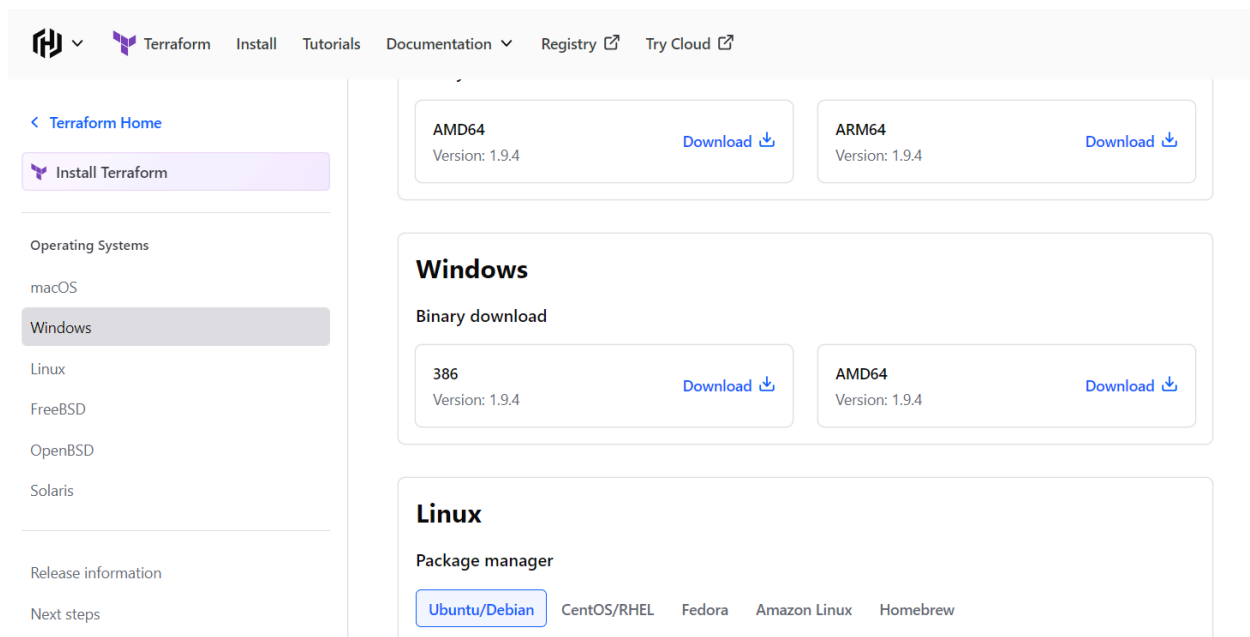 Terraform Install Tutorials Documentation Registry Try Cloud
Terraform Home
Install Terraform
Operating Systems
macOS
Windows
Linux
FreeBSD
OpenBSD
Solaris
Release information
Next steps
AMD64
Version: 1.9.4
Download
ARM64
Version: 1.9.4
Download
Windows
Binary download
386
Version: 1.9.4
Download
AMD64
Version: 1.9.4
Download
Linux
Package manager
Ubuntu/Debian CentOS/RHEL Fedora Amazon Linux Homebrew